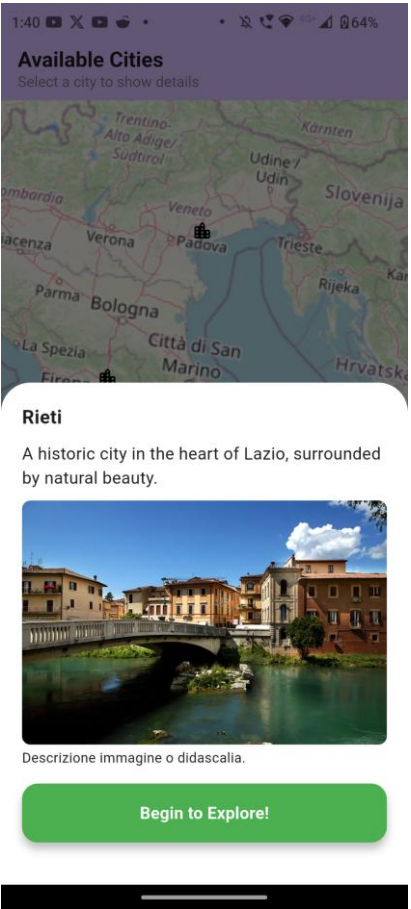 1:40
64%
Available Cities
Select a city to show details
Trentino-
Alto Adige/
Südtirol
Kärnten
Udine /
Udin
Slovenija
ombardia
Veneto
acenza
Verona
Padova
Trieste
Rijeka
Kar
Parma
Bologna
La Spezia
Città di San
Marino
Hrvatska
Firenze
Rieti
A historic city in the heart of Lazio, surrounded
by natural beauty.
Descrizione immagine o didascalia.
Begin to Explore!